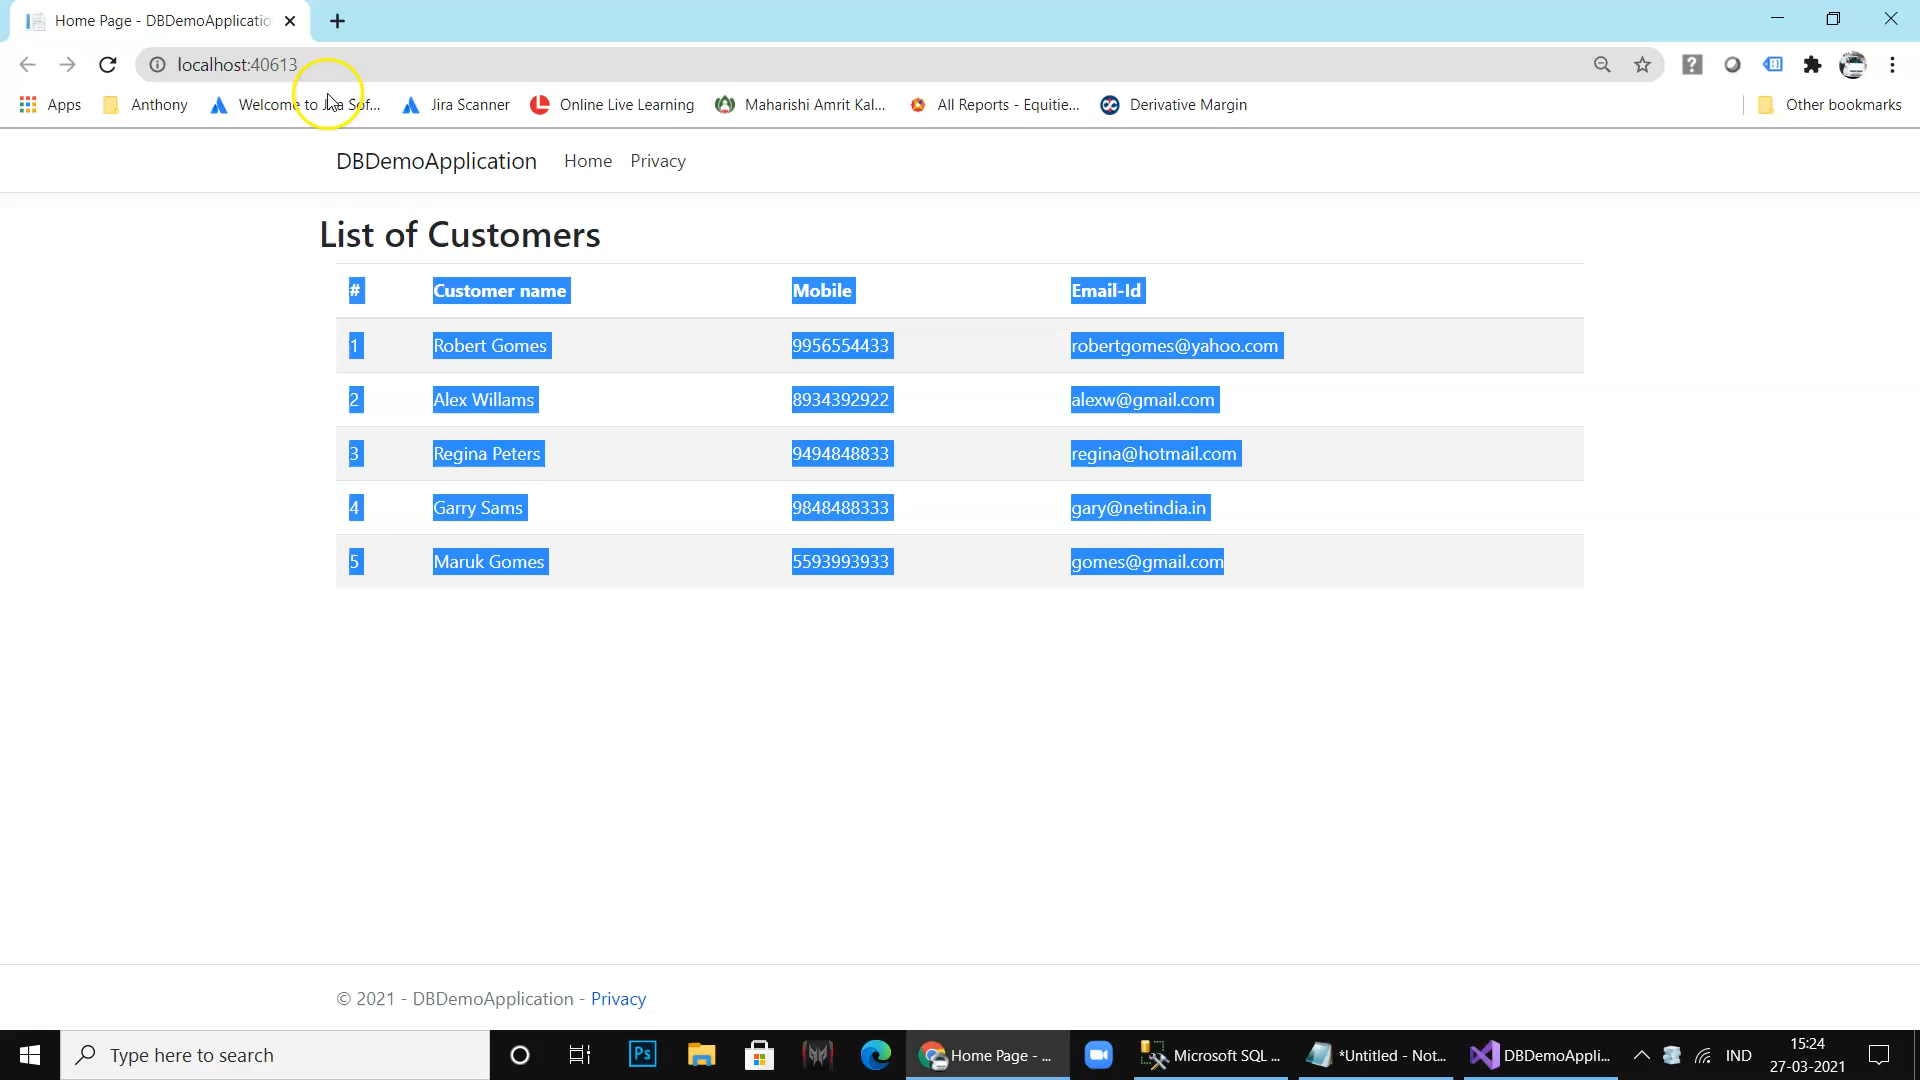 Home Page - DBDemoApplicatio
localhost:40613
Apps Anthony Welcome to Jira Sof... Jira Scanner Online Live Learning Maharishi Amrit Kal... All Reports - Equitie... Derivative Margin Other bookmarks
DBDemoApplication Home Privacy
List of Customers
# Customer name Mobile Email-Id
1 Robert Gomes 9956554433 robertgomes@yahoo.com
2 Alex Willams 8934392922 alexw@gmail.com
3 Regina Peters 9494848833 regina@hotmail.com
4 Garry Sams 9848488333 gary@netindia.in
5 Maruk Gomes 5593993933 gomes@gmail.com
© 2021 - DBDemoApplication - Privacy
Type here to search Ps Home Page - ... Microsoft SQL ... *Untitled - Not... DBDemoAppli... IND 15:24
27-03-2021